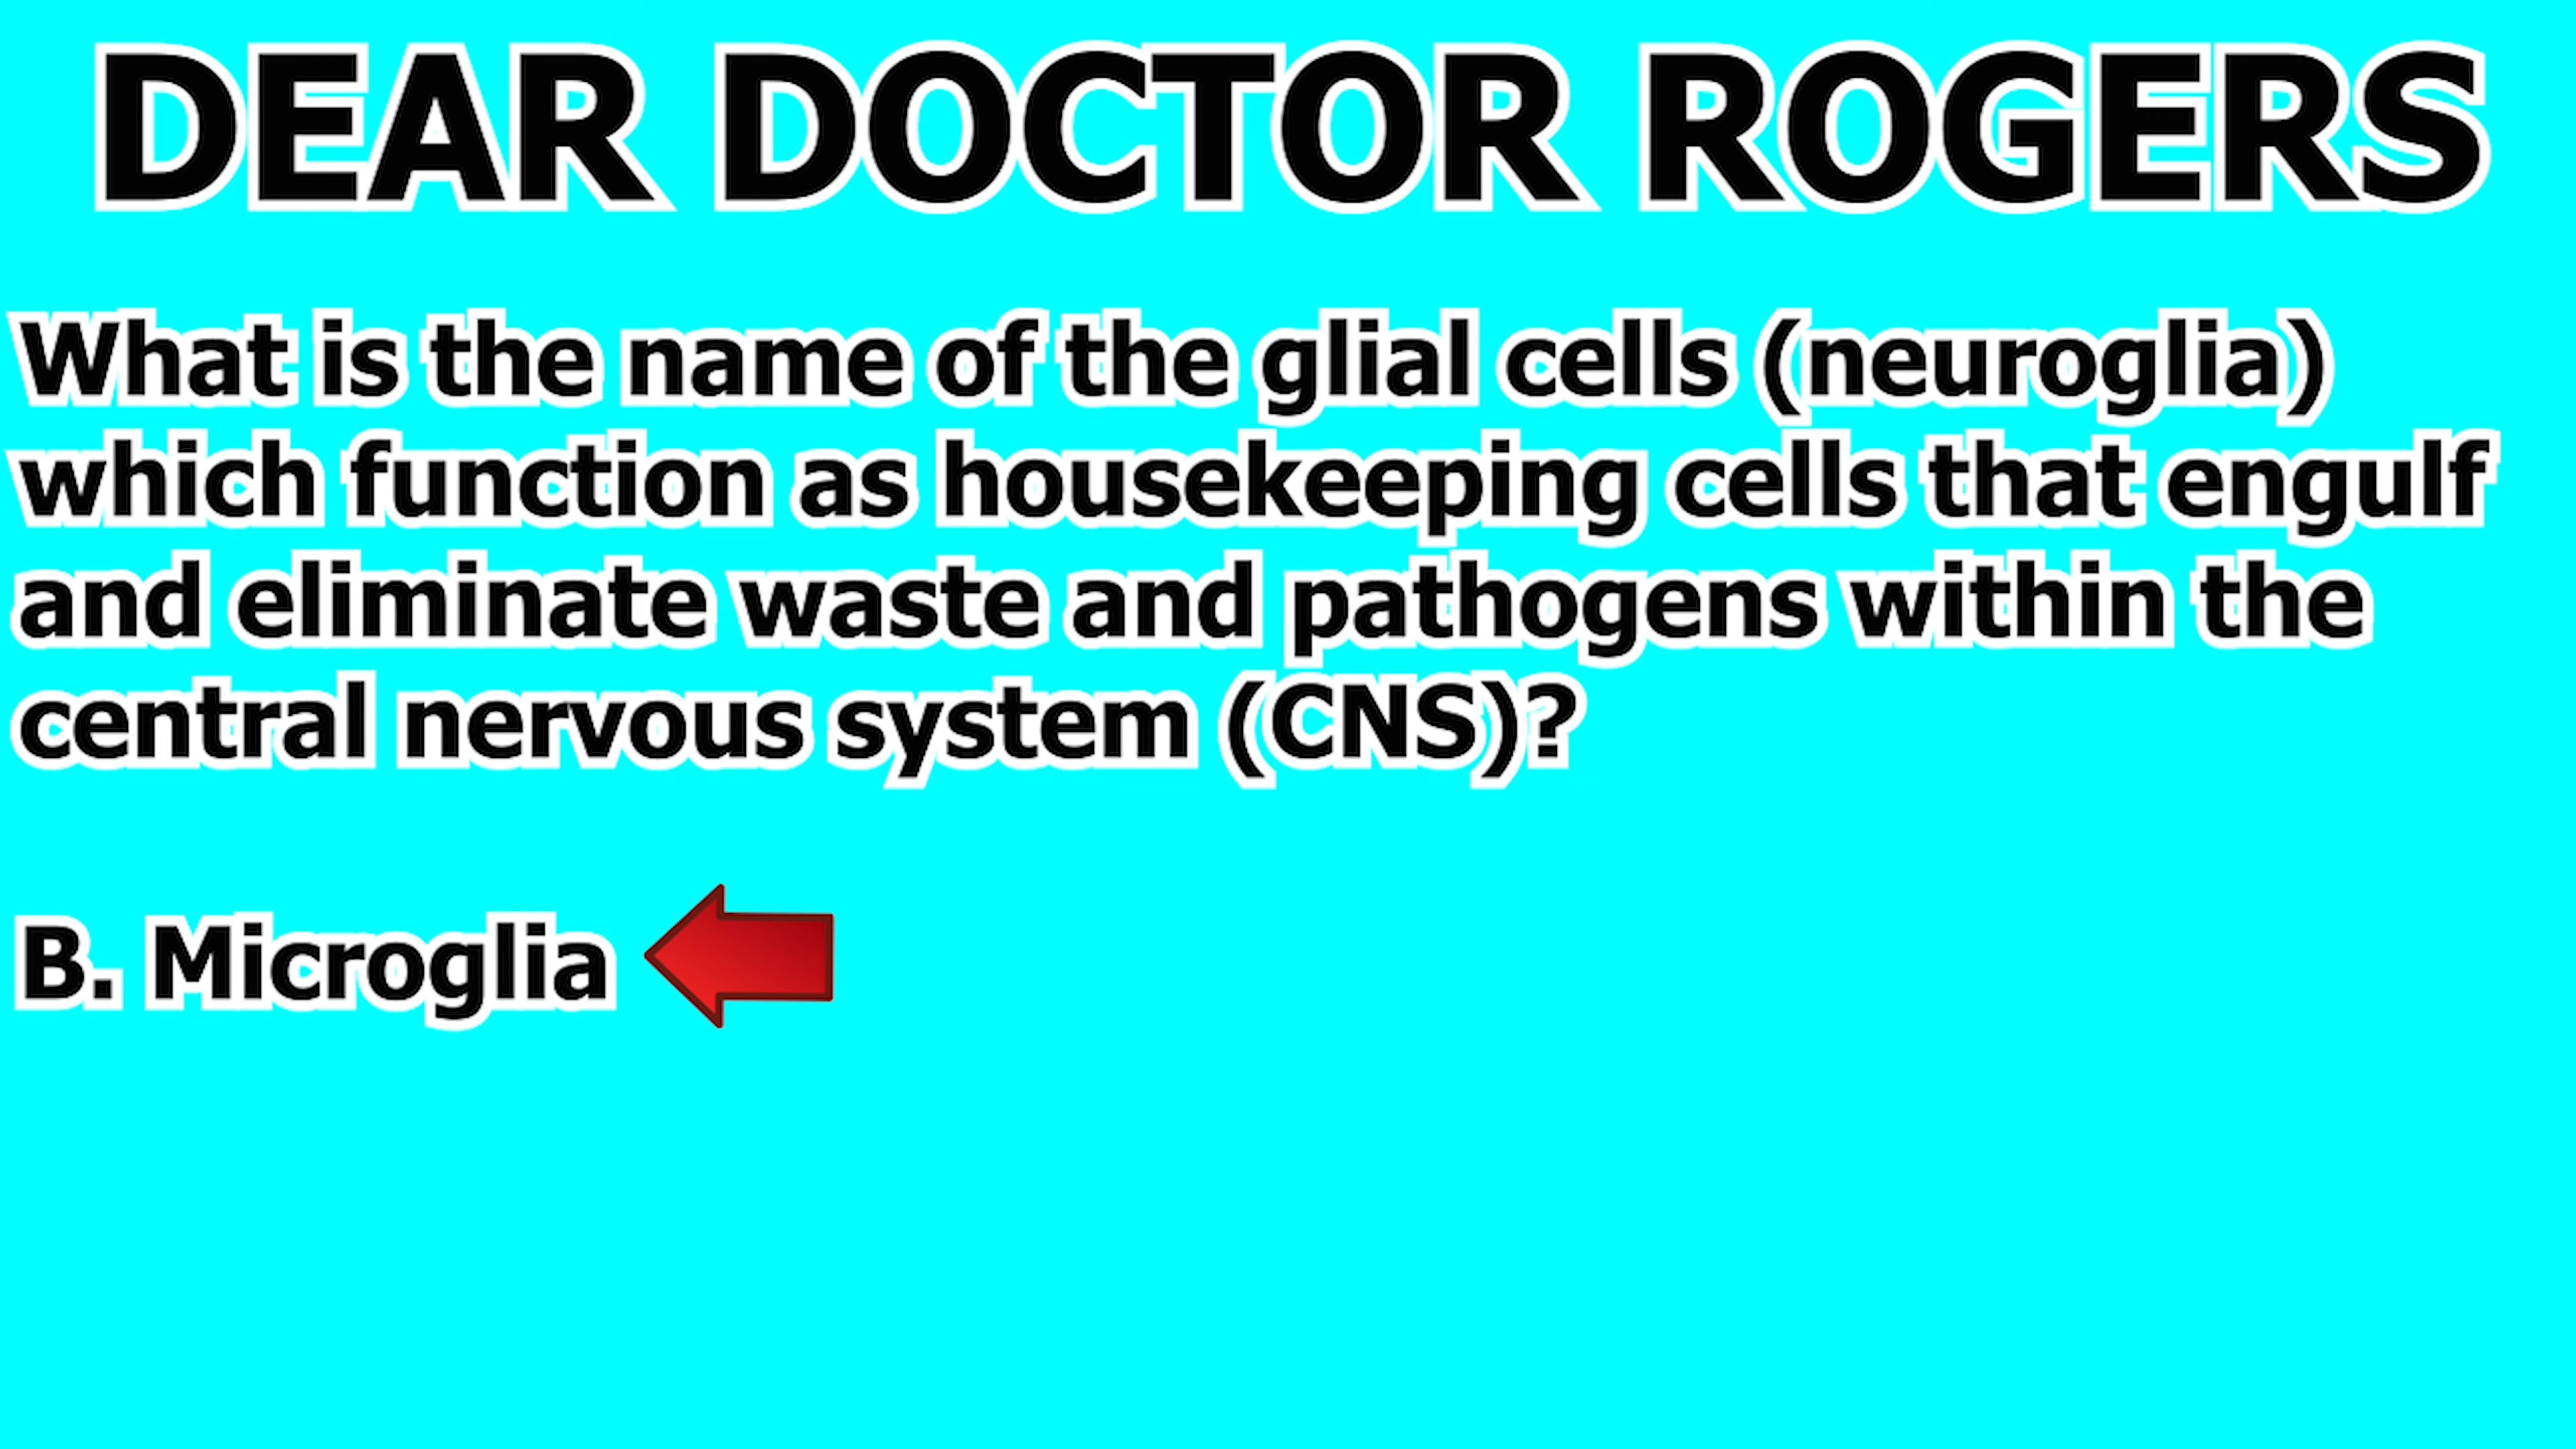 DEAR DOCTOR ROGERS
What is the name of the glial cells (neuroglia)
which function as housekeeping cells that engulf
and eliminate waste and pathogens within the
central nervous system (CNS)?
B. Microglia